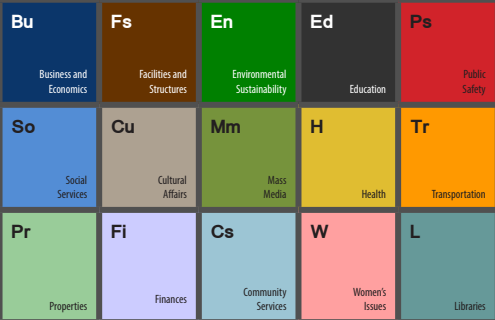 Bu
Business and
Economics
Fs
Facilities and
Structures
En
Environmental
Sustainability
Ed
Education
Ps
Public
Safety
So
Social
Services
Cu
Cultural
Affairs
Mm
Mass
Media
H
Health
Tr
Transportation
Pr
Properties
Fi
Finances
Cs
Community
Services
W
Women's
Issues
L
Libraries